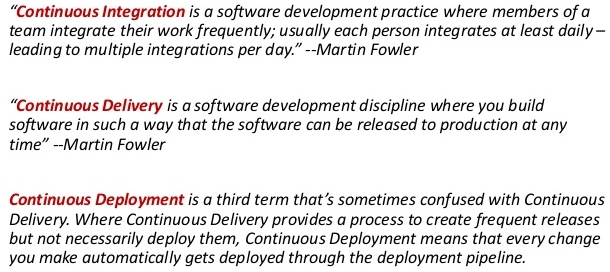 “Continuous Integration is a software development practice where members of a
team integrate their work frequently; usually each person integrates at least daily –
leading to multiple integrations per day.” --Martin Fowler
“Continuous Delivery is a software development discipline where you build
software in such a way that the software can be released to production at any
time” --Martin Fowler
Continuous Deployment is a third term that’s sometimes confused with Continuous
Delivery. Where Continuous Delivery provides a process to create frequent releases
but not necessarily deploy them, Continuous Deployment means that every change
you make automatically gets deployed through the deployment pipeline.